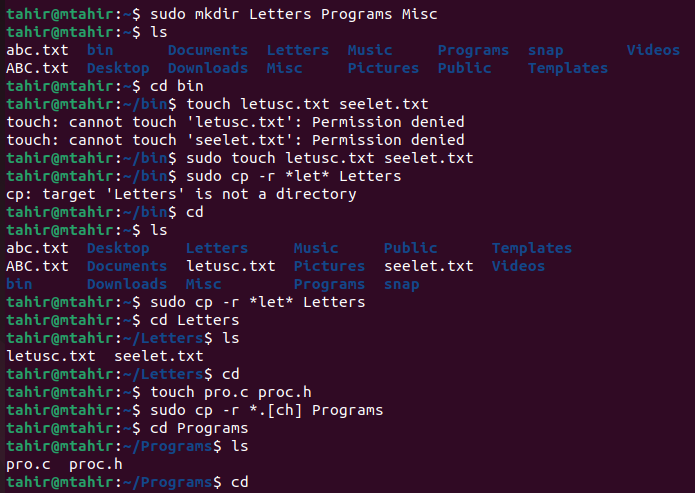 tahir@mtahir:~$ sudo mkdir Letters Programs Misc
tahir@mtahir:~$ ls
abc.txt  bin      Documents  Letters  Music     Programs  snap       Videos
ABC.txt  Desktop  Downloads  Misc     Pictures  Public    Templates
tahir@mtahir:~$ cd bin
tahir@mtahir:~/bin$ touch letusc.txt seelet.txt
touch: cannot touch 'letusc.txt': Permission denied
touch: cannot touch 'seelet.txt': Permission denied
tahir@mtahir:~/bin$ sudo touch letusc.txt seelet.txt
tahir@mtahir:~/bin$ sudo cp -r *let* Letters
cp: target 'Letters' is not a directory
tahir@mtahir:~/bin$ cd
tahir@mtahir:~$ ls
abc.txt  Desktop    Letters     Music     Public      Templates
ABC.txt  Documents  letusc.txt  Pictures  seelet.txt  Videos
bin      Downloads  Misc        Programs  snap
tahir@mtahir:~$ sudo cp -r *let* Letters
tahir@mtahir:~$ cd Letters
tahir@mtahir:~/Letters$ ls
letusc.txt  seelet.txt
tahir@mtahir:~/Letters$ cd
tahir@mtahir:~$ touch pro.c proc.h
tahir@mtahir:~$ sudo cp -r *.[ch] Programs
tahir@mtahir:~$ cd Programs
tahir@mtahir:~/Programs$ ls
pro.c  proc.h
tahir@mtahir:~/Programs$ cd